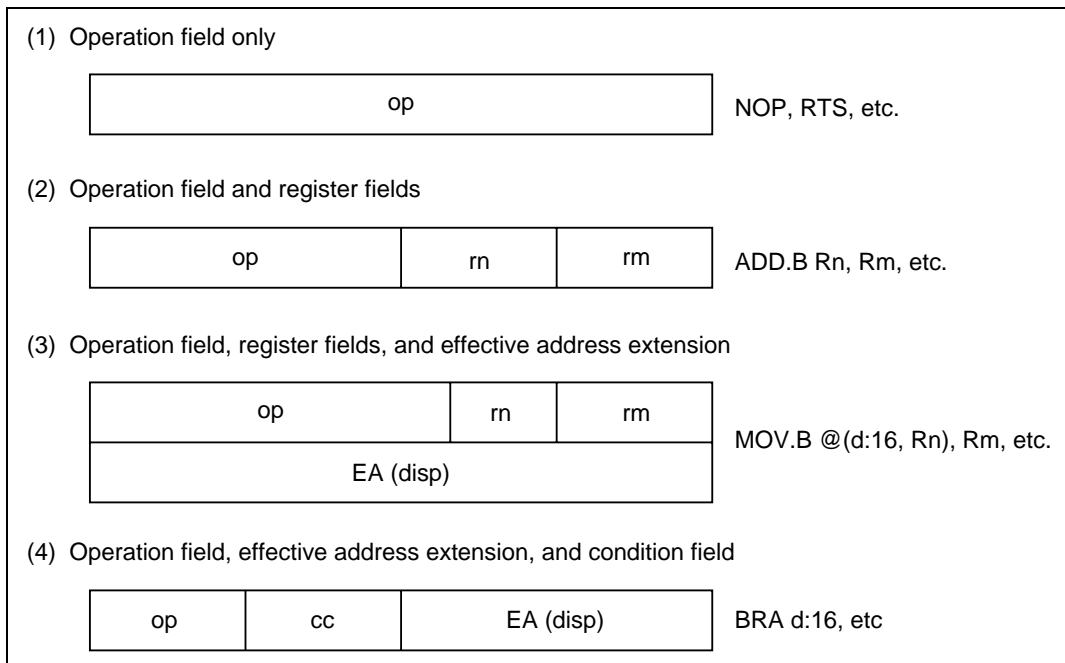 (1) Operation field only
op
NOP, RTS, etc.
(2) Operation field and register fields
op rn rm
ADD.B Rn, Rm, etc.
(3) Operation field, register fields, and effective address extension
op rn rm
EA (disp)
MOV.B @(d:16, Rn), Rm, etc.
(4) Operation field, effective address extension, and condition field
op cc EA (disp)
BRA d:16, etc